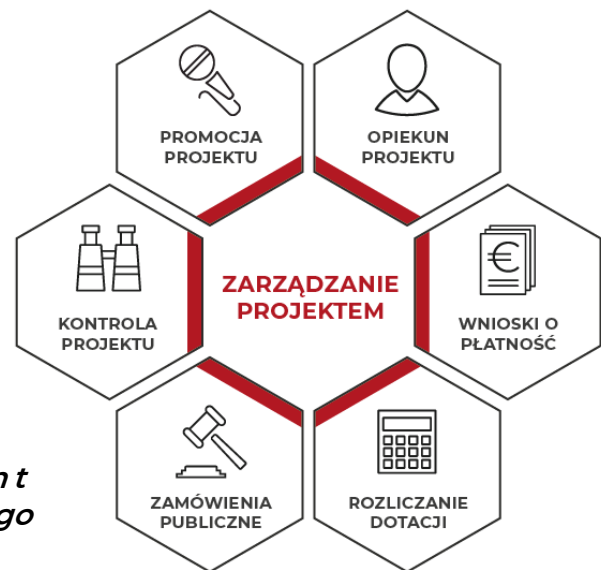 PROMOCJA
PROJEKTU
OPIEKUN
PROJEKTU
KONTROLA
PROJEKTU
ZARZĄDZANIE
PROJEKTEM
WNIOSKI O
PŁATNOŚĆ
ZAMÓWIENIA
PUBLICZNE
ROZLICZANIE
DOTACJI